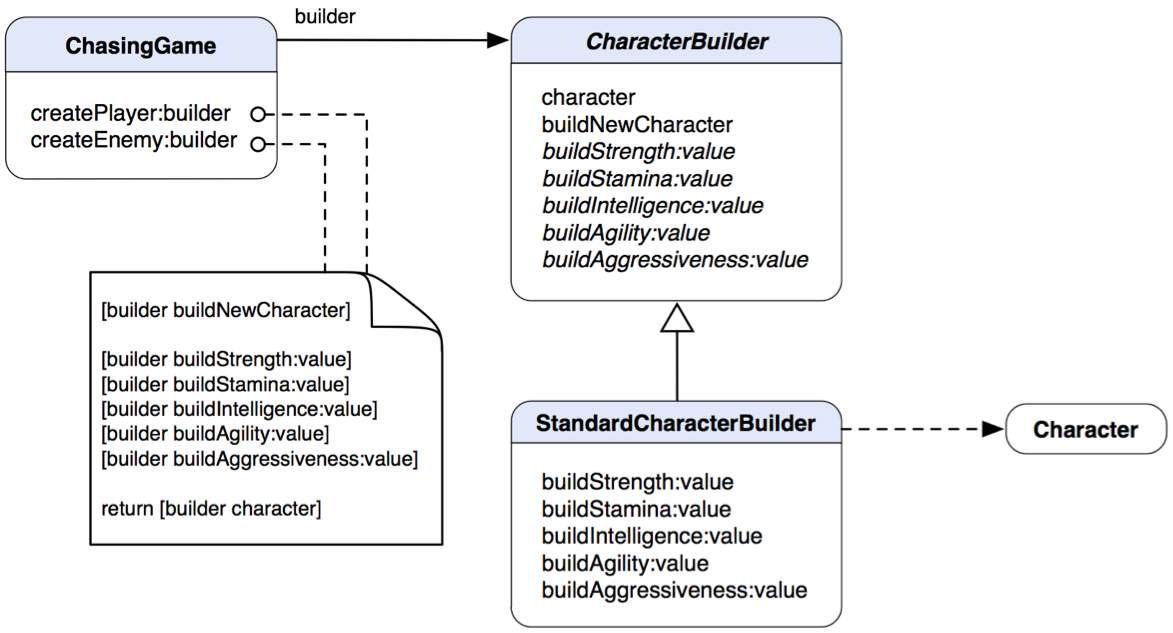 builder
ChasingGame
createPlayer:builder
createEnemy:builder
CharacterBuilder
character
buildNewCharacter
buildStrength:value
buildStamina:value
buildIntelligence:value
buildAgility:value
buildAggressiveness:value
[builder buildNewCharacter]
[builder buildStrength:value]
[builder buildStamina:value]
[builder buildIntelligence:value]
[builder buildAgility:value]
[builder buildAggressiveness:value]
return [builder character]
StandardCharacterBuilder
buildStrength:value
buildStamina:value
buildIntelligence:value
buildAgility:value
buildAggressiveness:value
Character